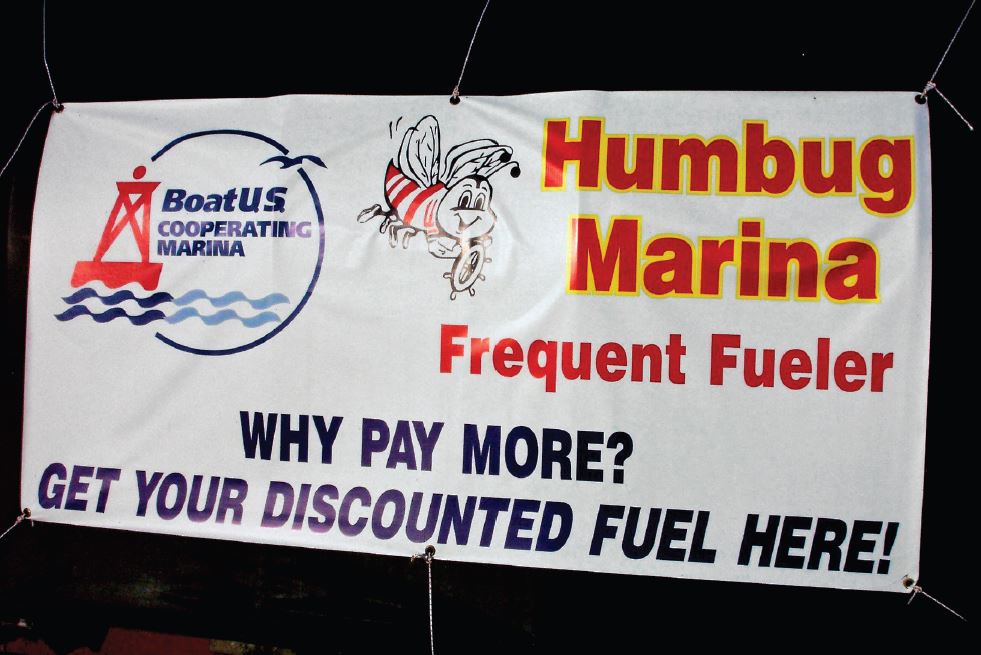 BoatU.S.
COOPERATING
MARINA
Humbug
Marina
Frequent Fueler
WHY PAY MORE?
GET YOUR DISCOUNTED FUEL HERE!